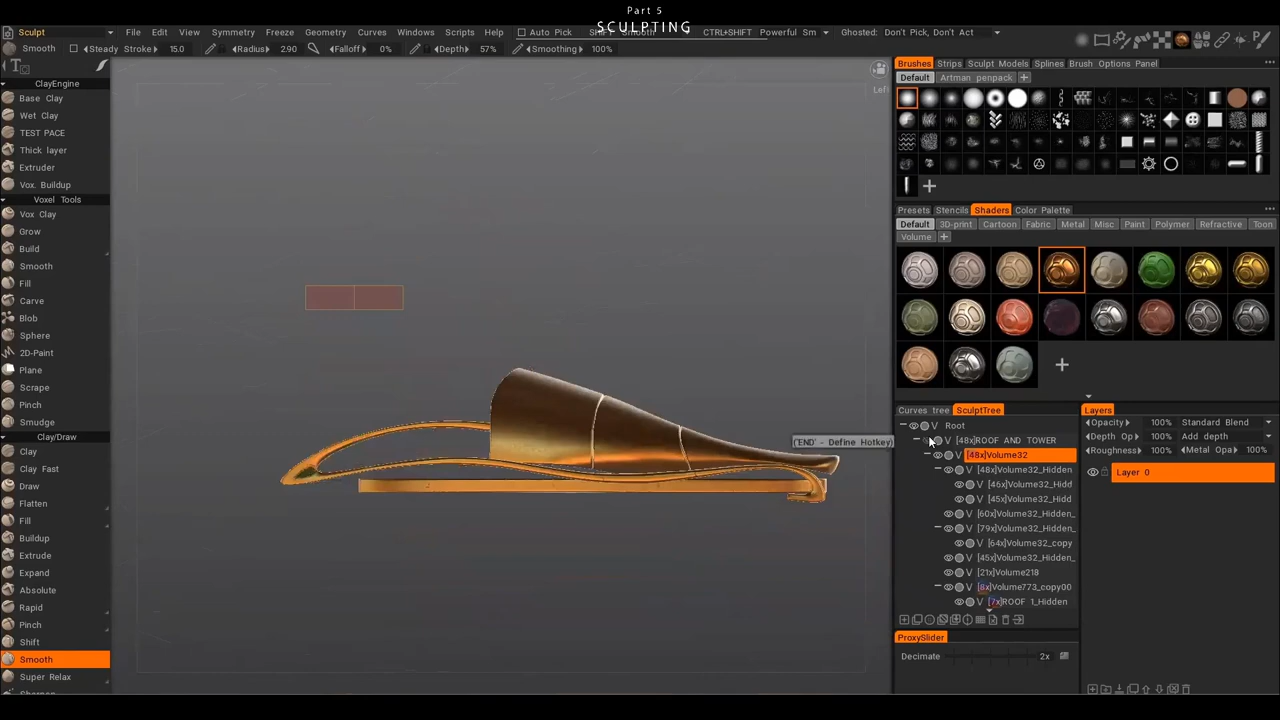 Part 5
SCULPTING
Sculpt File Edit View Symmetry Freeze Geometry Curves Windows Scripts Help Auto Pick SHIFT Smooth CTRL+SHIFT Powerful Sm Ghosted: Don't Pick, Don't Act
Smooth Steady Stroke 15.0 Radius 2.90 Falloff 0% Depth 57% Smoothing 100%
ClayEngine
Base Clay
Wet Clay
TEST PACE
Thick layer
Extruder
Vox. Buildup
Voxel Tools
Vox Clay
Grow
Build
Smooth
Fill
Carve
Blob
Sphere
2D-Paint
Plane
Scrape
Pinch
Smudge
Clay/Draw
Clay
Clay Fast
Draw
Flatten
Fill
Buildup
Extrude
Expand
Absolute
Rapid
Pinch
Shift
Smooth
Super Relax
Left
('END' - Define Hotkey)
Brushes Strips Sculpt Models Splines Brush Options Panel
Default Artman penpack
Presets Stencils Shaders Color Palette
Default 3D-print Cartoon Fabric Metal Misc Paint Polymer Refractive Toon
Volume
Curves tree SculptTree
Root
[48x]ROOF AND TOWER
[48x]Volume32
[48x]Volume32_Hidden
[46x]Volume32_Hidd
[45x]Volume32_Hidd
[60x]Volume32_Hidden_
[79x]Volume32_Hidden_
[64x]Volume32_copy
[45x]Volume32_Hidden_
[21x]Volume218
[8x]Volume773_copy00
[7x]ROOF 1_Hidden
ProxySlider
Decimate 2x
Layers
Opacity 100% Standard Blend
Depth Op 100% Add depth
Roughness 100% Metal Opa 100%
Layer 0